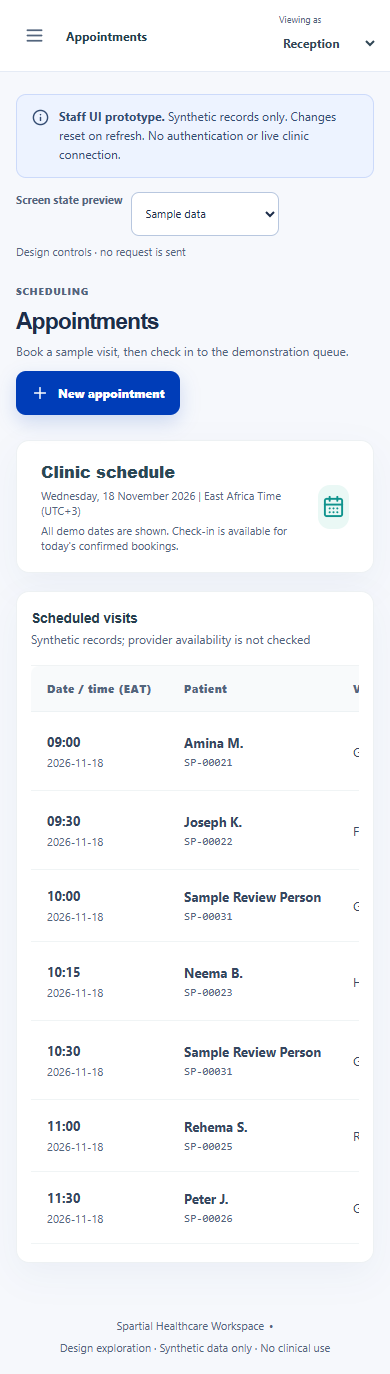 Viewing as
Appointments
Reception
Staff UI prototype. Synthetic records only. Changes
reset on refresh. No authentication or live clinic
connection.
Screen state preview
Sample data
Design controls · no request is sent
SCHEDULING
Appointments
Book a sample visit, then check in to the demonstration queue.
New appointment
Clinic schedule
Wednesday, 18 November 2026 | East Africa Time
(UTC+3)
All demo dates are shown. Check-in is available for
today's confirmed bookings.
Scheduled visits
Synthetic records; provider availability is not checked
Date / time (EAT) Patient
09:00 Amina M.
2026-11-18 SP-00021
09:30 Joseph K.
2026-11-18 SP-00022
10:00 Sample Review Person
2026-11-18 SP-00031
10:15 Neema B.
2026-11-18 SP-00023
10:30 Sample Review Person
2026-11-18 SP-00031
11:00 Rehema S.
2026-11-18 SP-00025
11:30 Peter J.
2026-11-18 SP-00026
Spartial Healthcare Workspace •
Design exploration · Synthetic data only · No clinical use